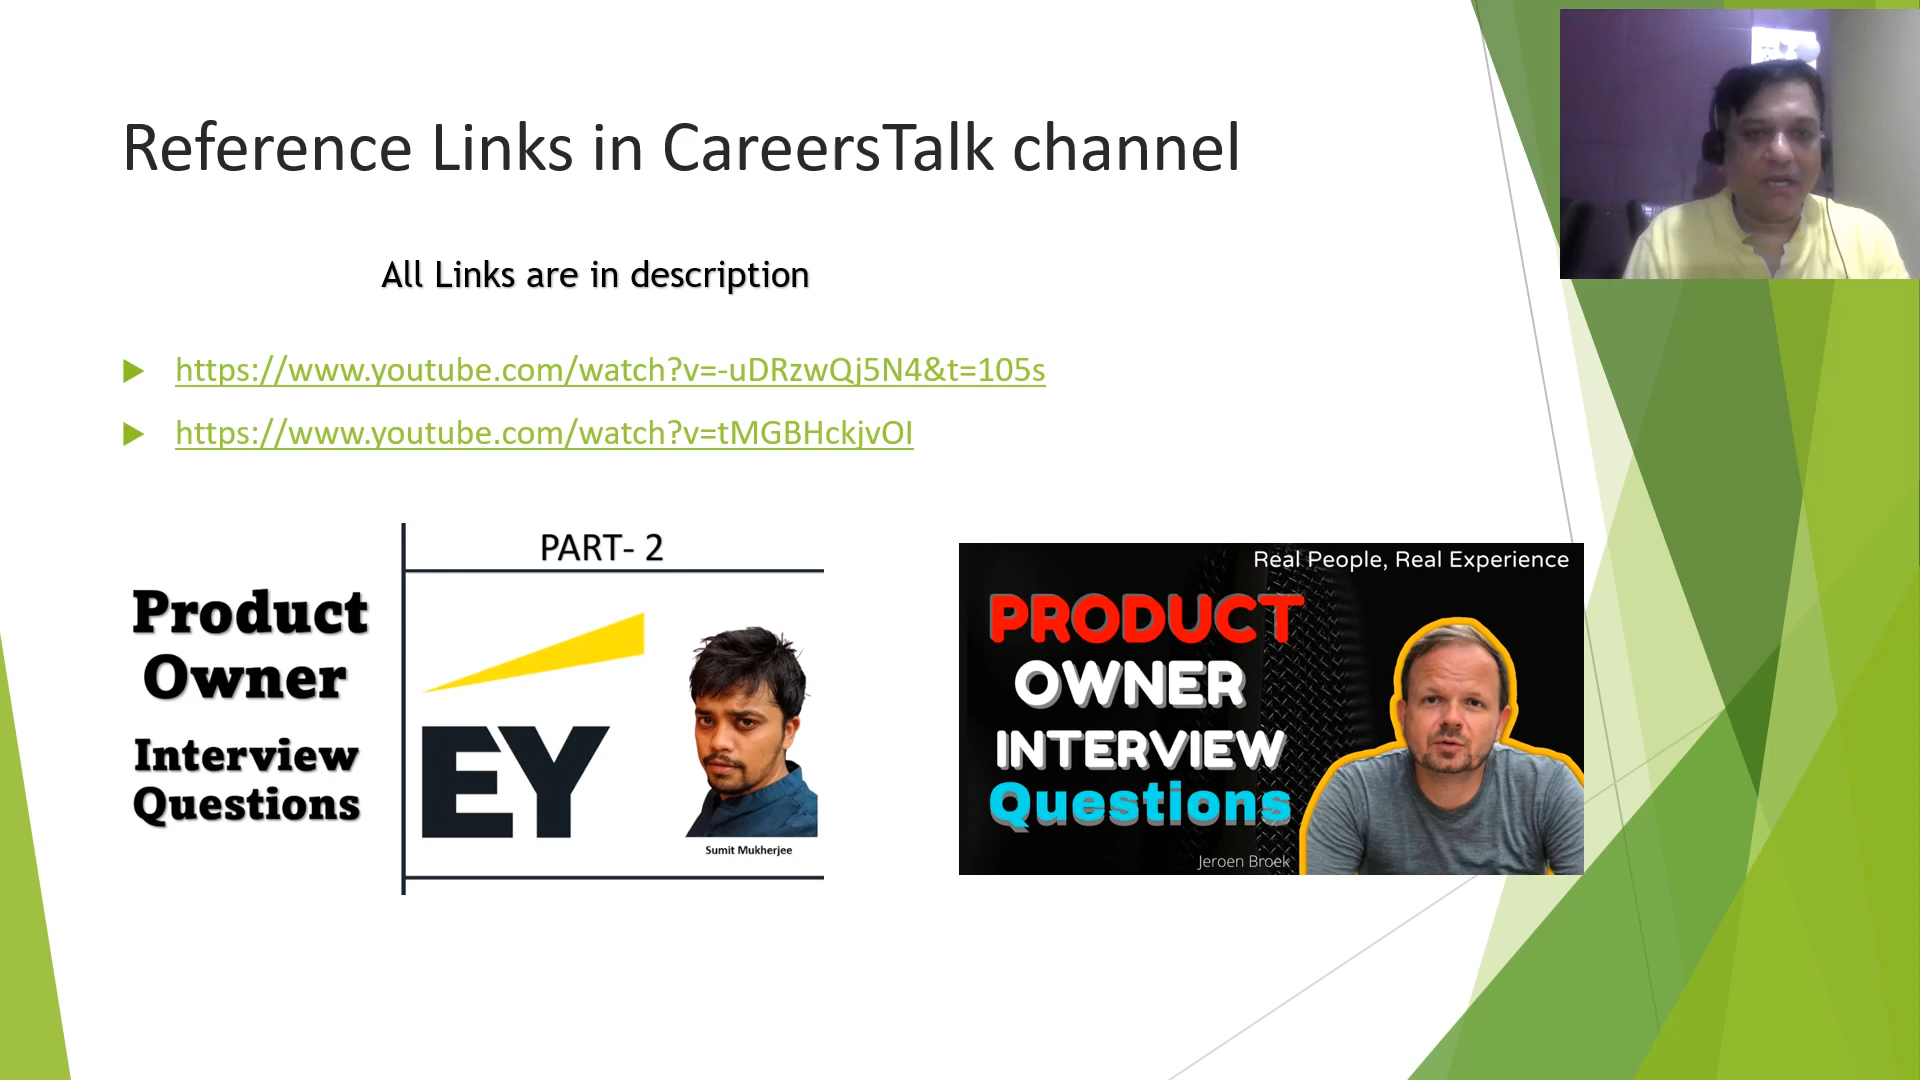 Reference Links in CareersTalk channel
All Links are in description
https://www.youtube.com/watch?v=-uDRzwQj5N4&t=105s
https://www.youtube.com/watch?v=tMGBHckjvOI
PART- 2
Product
Owner
Interview
Questions
EY
Sumit Mukherjee
Real People, Real Experience
PRODUCT
OWNER
INTERVIEW
Questions
Jeroen Broek